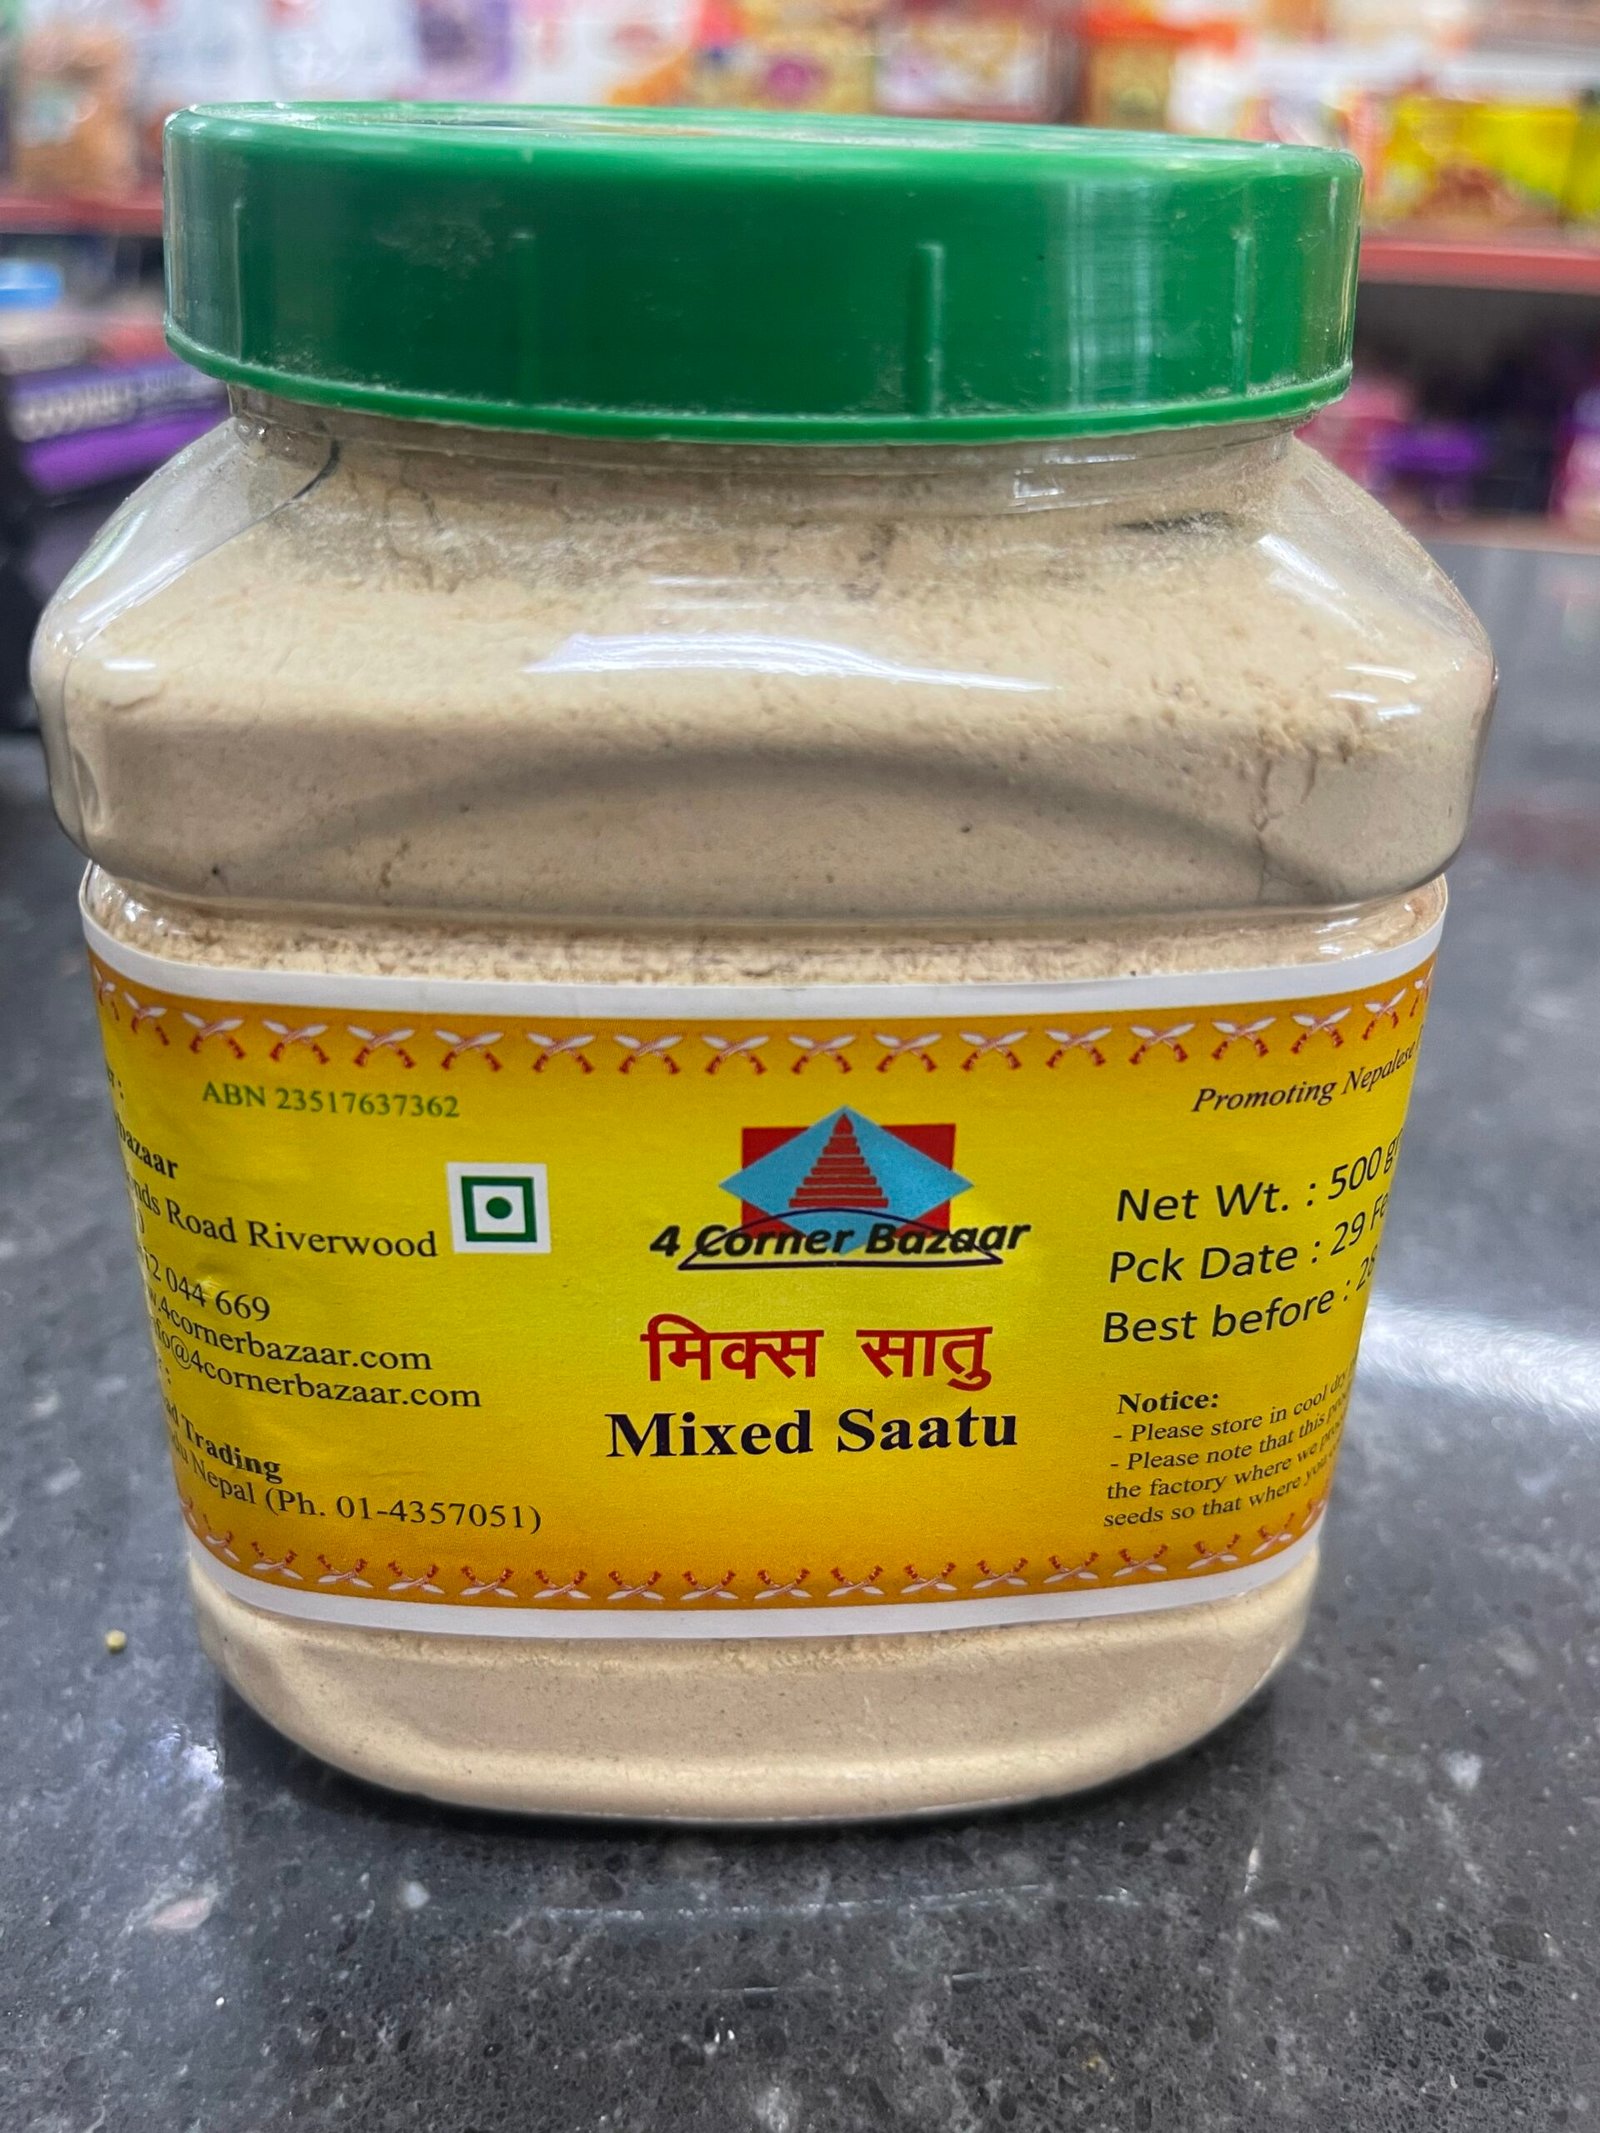 ABN 23517637362
Road Riverwood
044 669
4cornerbazaar.com
info@4cornerbazaar.com
Trading
Nepal (Ph. 01-4357051)
4 Corner Bazaar
मिक्स सातु
Mixed Saatu
Promoting Nepalese
Net Wt. : 500
Pck Date : 29
Best before :
Notice:
- Please store in cool dry
- Please note that this
the factory where we
seeds so that where